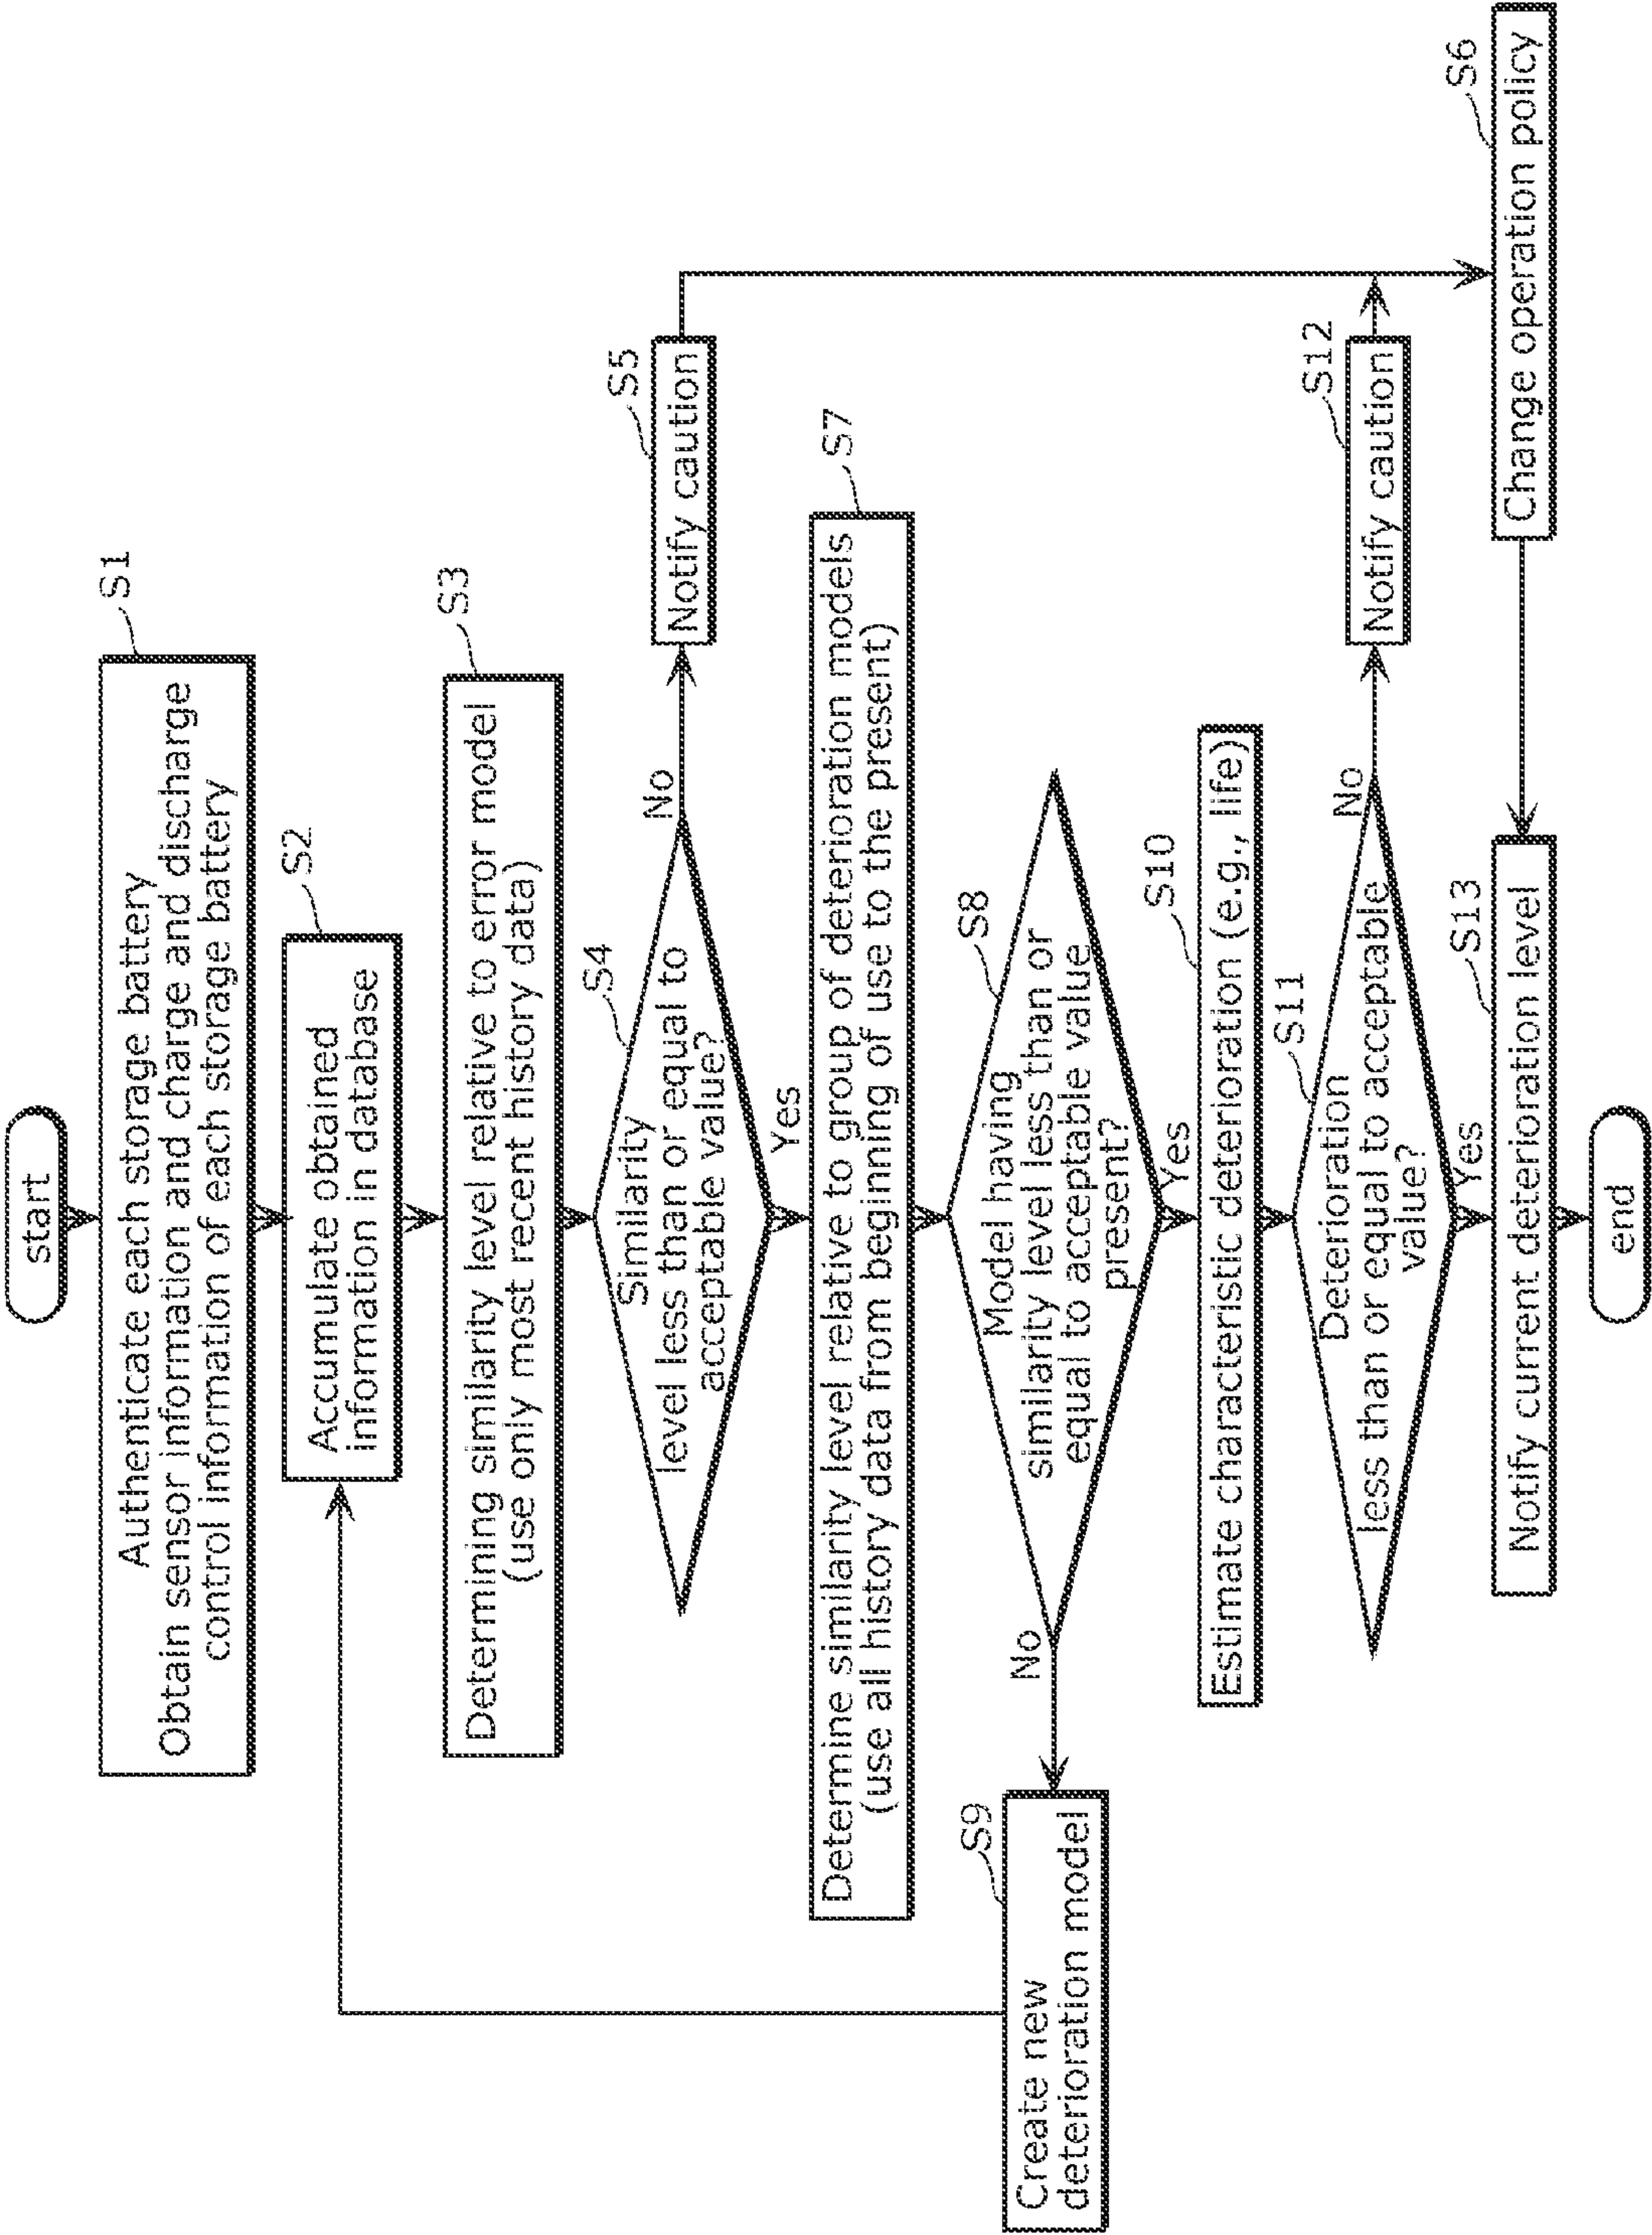 start
S1
Authenticate each storage battery
Obtain sensor information and charge and discharge
control information of each storage battery
S2
Accumulate obtained
information in database
S3
Determining similarity level relative to error model
(use only most recent history data)
S4
Similarity
level less than or equal to
acceptable value?
No
Yes
S5
Notify caution
S7
Determine similarity level relative to group of deterioration models
(use all history data from beginning of use to the present)
S8
Model having
similarity level less than or
equal to acceptable value
present?
No
Yes
S9
Create new
deterioration model
S10
Estimate characteristic deterioration (e.g., life)
S11
Deterioration
less than or equal to acceptable
value?
No
Yes
S12
Notify caution
S6
Change operation policy
S13
Notify current deterioration level
end